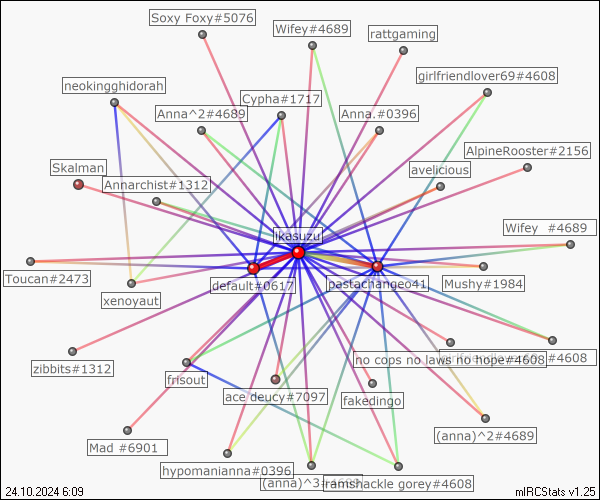 Soxy Foxy#5076
Wifey#4689
rattgaming
neokingghidorah
girlfriendlover69#4608
Cypha#1717
Anna^2#4689
Anna.#0396
AlpineRooster#2156
Skalman
avelicious
Annarchist#1312
Wifey #4689
Ikasuzu
Toucan#2473
default#0617
pastachangeo41
Mushy#1984
xenoyaut
no cops no laws no hope#4608
#4608
zibbits#1312
frisout
ace deucy#7097
fakedingo
(anna)^2#4689
Mad #6901
hypomanianna#0396
(anna)^3
ramshackle gorey#4608
24.10.2024 6:09
mIRCStats v1.25